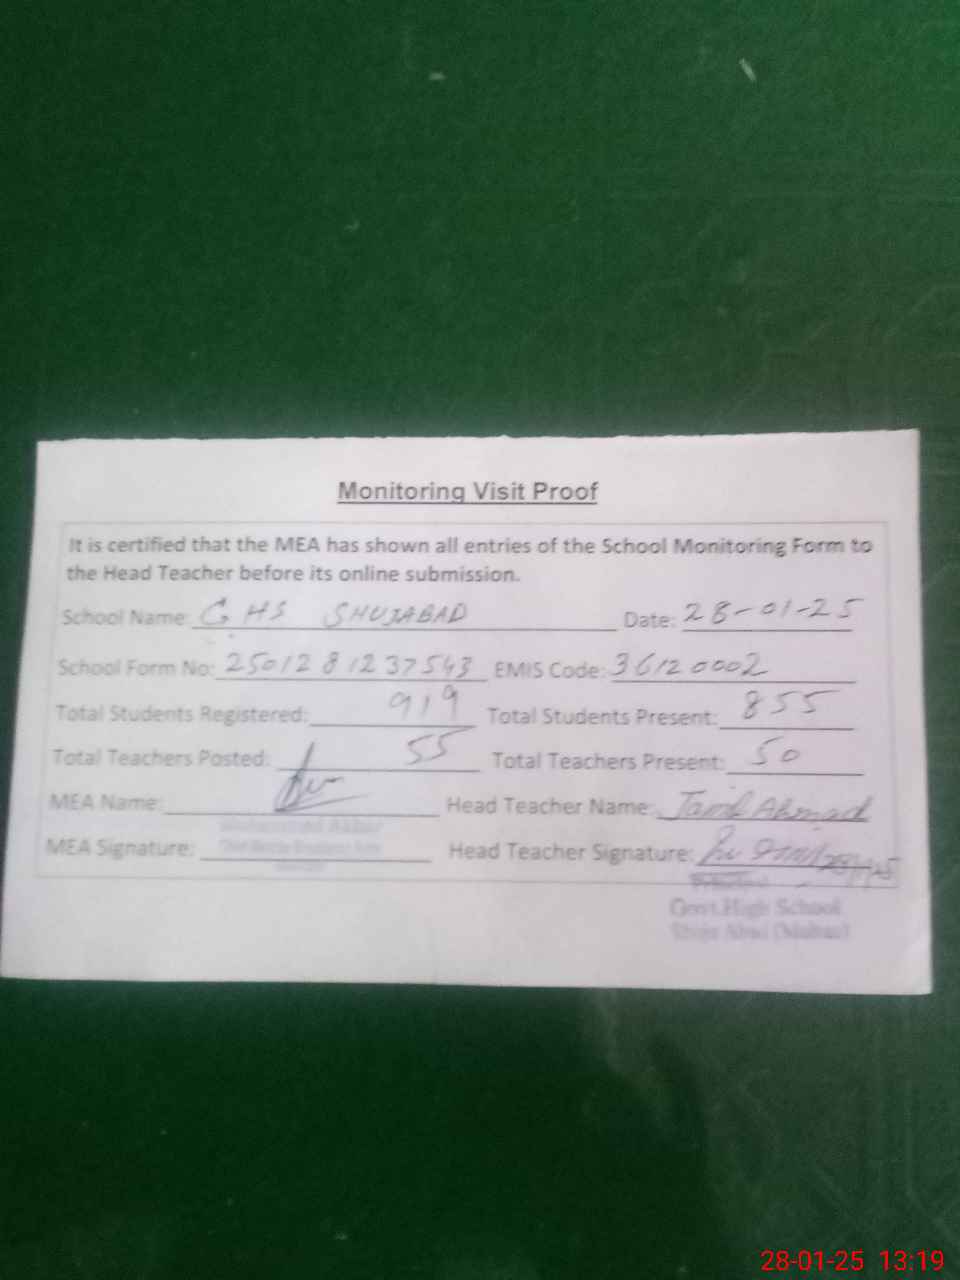 Monitoring Visit Proof
It is certified that the MEA has shown all entries of the School Monitoring Form to
the Head Teacher before its online submission.
School Name: GHS SHUJABAD Date: 28-01-25
School Form No: 2501281237543 EMIS Code: 36120002
Total Students Registered: 919 Total Students Present: 855
Total Teachers Posted: 55 Total Teachers Present: 50
MEA Name: Head Teacher Name: Jamil Ahmad
MEA Signature: Head Teacher Signature:
Govt. High School
28-01-25 13:19